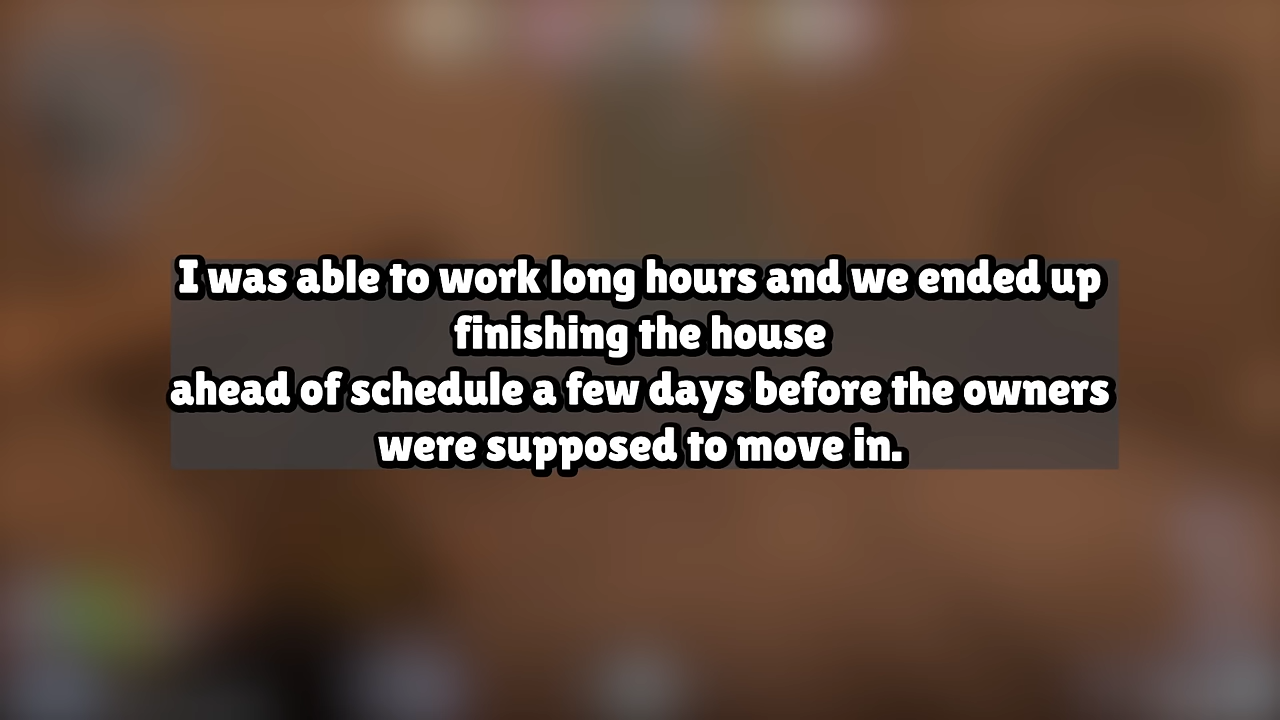 I was able to work long hours and we ended up
finishing the house
ahead of schedule a few days before the owners
were supposed to move in.